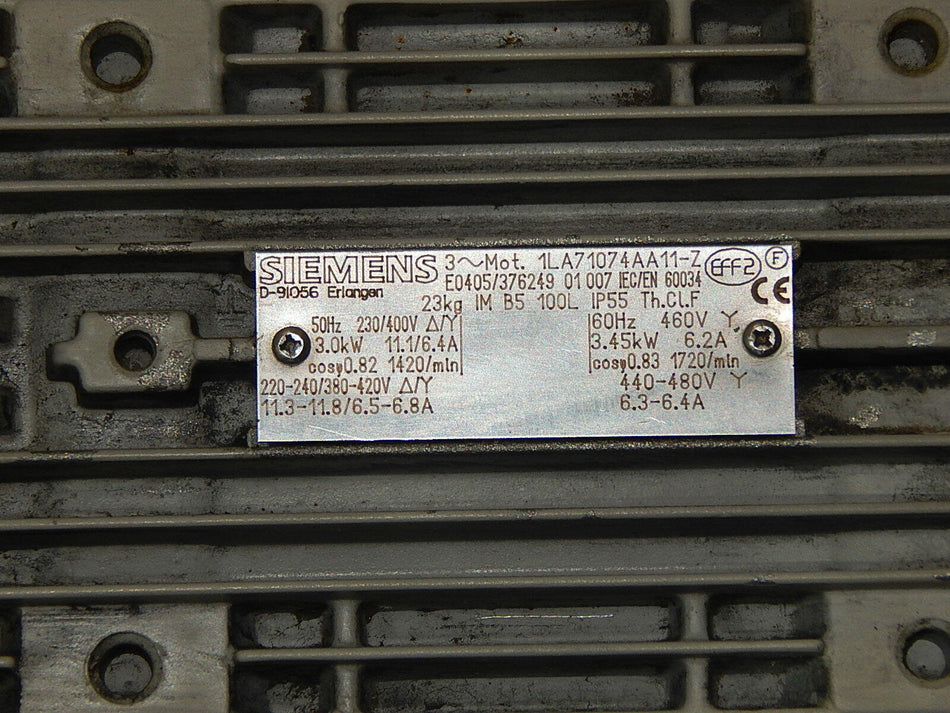 SIEMENS 3~Mot. 1LA71074AA11-Z EFF2 F
D-91056 Erlangen E0405/376249 01 007 IEC/EN 60034 CE
23kg IM B5 100L IP55 Th.Cl.F
50Hz 230/400V Δ/Y 60Hz 460V Y
3.0kW 11.1/6.4A 3.45kW 6.2A
cosφ0.82 1420/min cosφ0.83 1720/min
220-240/380-420V Δ/Y 440-480V Y
11.3-11.8/6.5-6.8A 6.3-6.4A